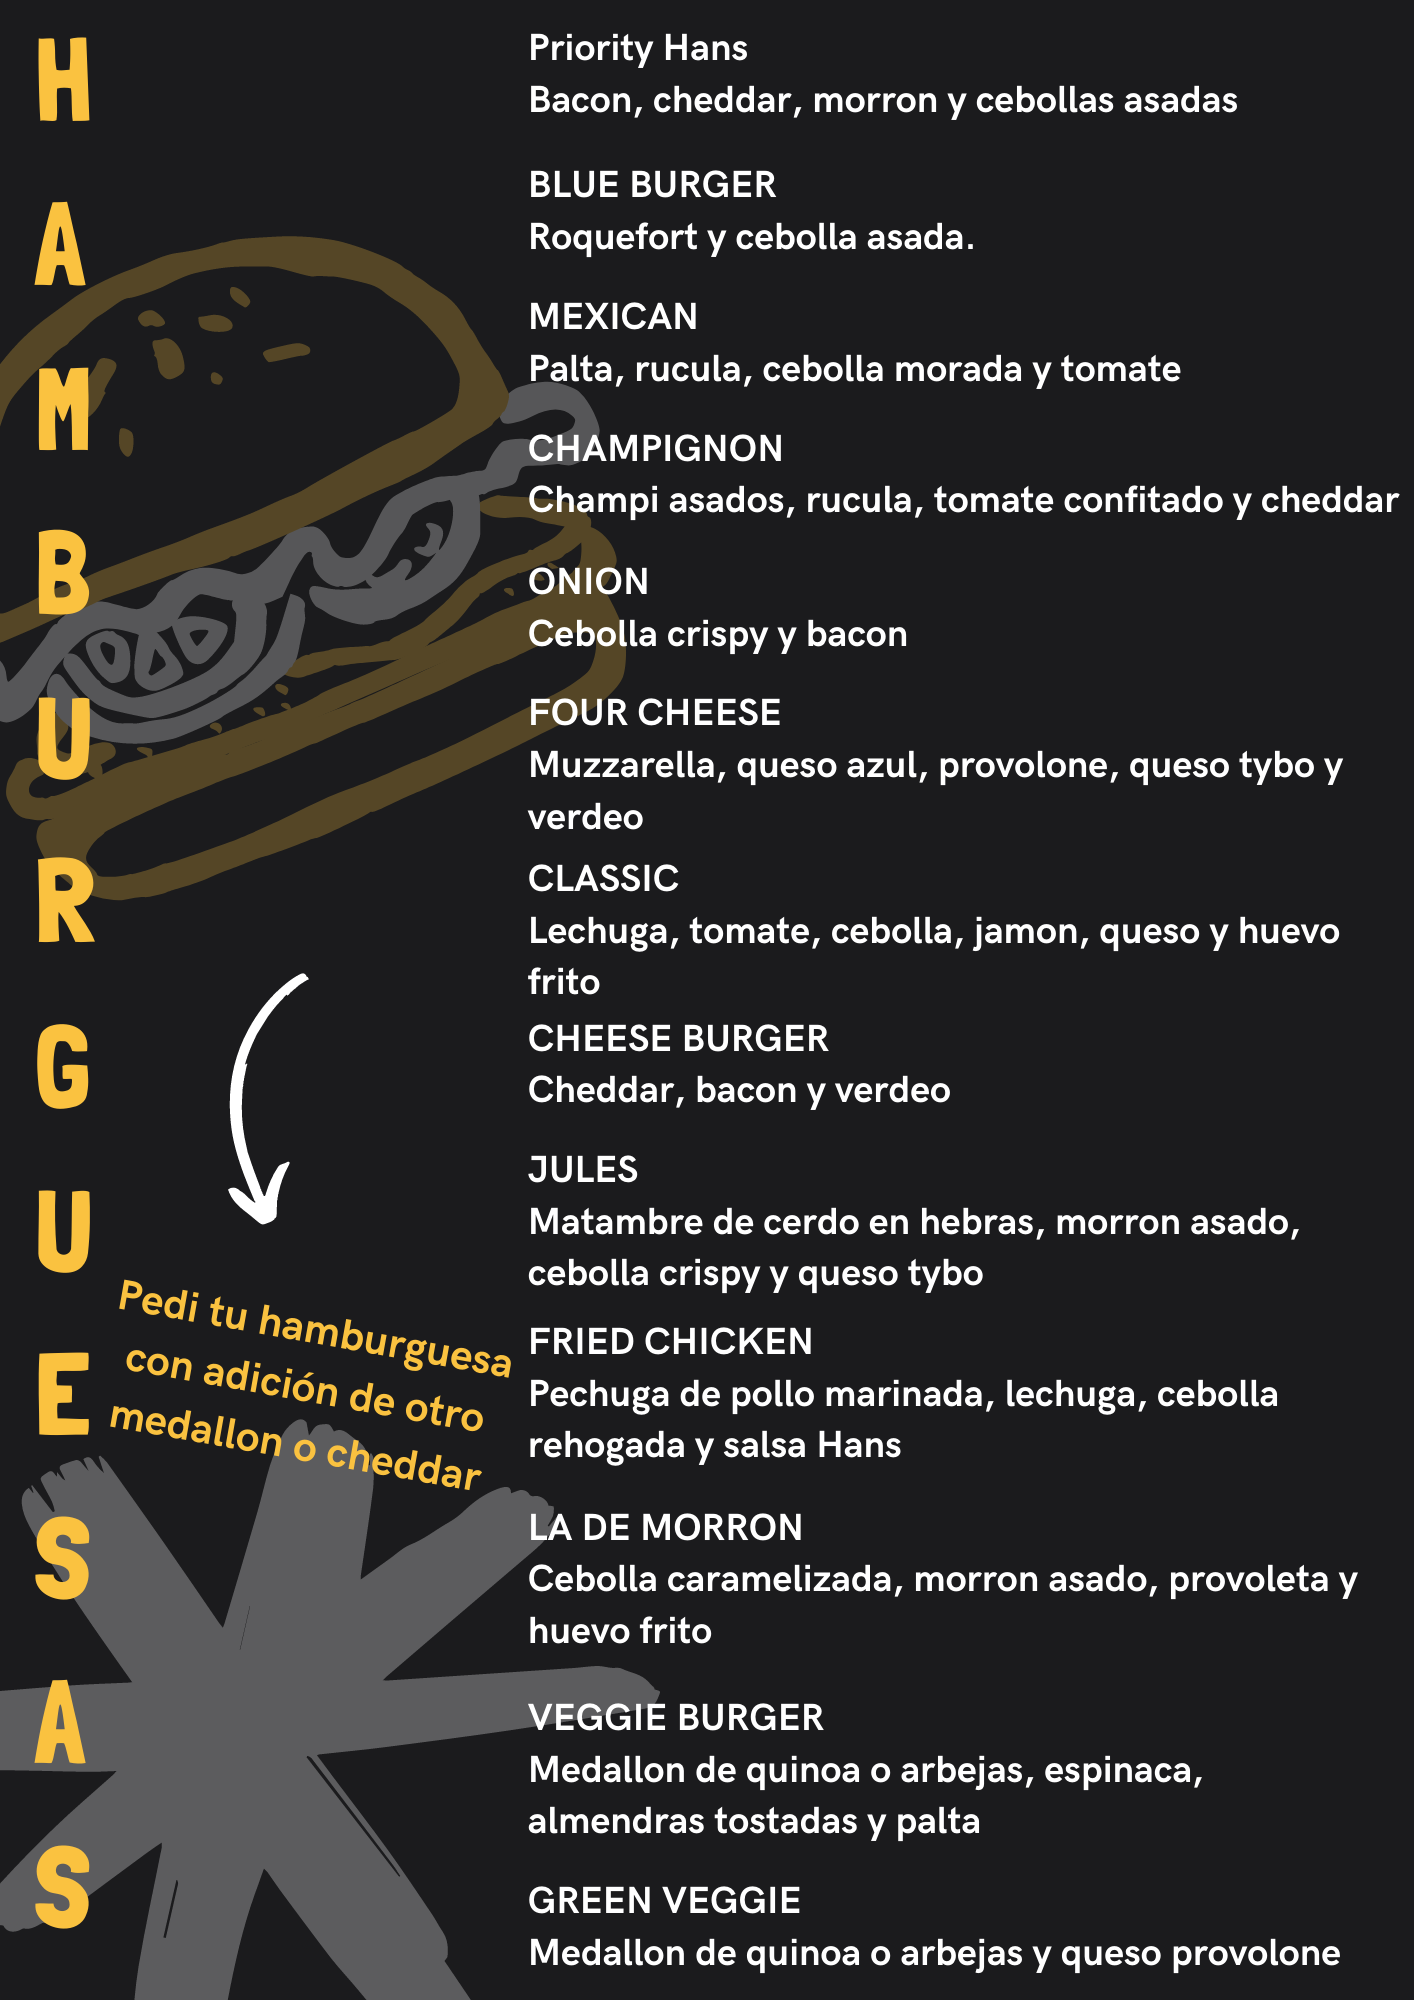 HAMBURGUESAS
Priority Hans
Bacon, cheddar, morron y cebollas asadas
BLUE BURGER
Roquefort y cebolla asada.
MEXICAN
Palta, rucula, cebolla morada y tomate
CHAMPIGNON
Champi asados, rucula, tomate confitado y cheddar
ONION
Cebolla crispy y bacon
FOUR CHEESE
Muzzarella, queso azul, provolone, queso tybo y
verdeo
CLASSIC
Lechuga, tomate, cebolla, jamon, queso y huevo
frito
CHEESE BURGER
Cheddar, bacon y verdeo
JULES
Matambre de cerdo en hebras, morron asado,
cebolla crispy y queso tybo
FRIED CHICKEN
Pechuga de pollo marinada, lechuga, cebolla
rehogada y salsa Hans
LA DE MORRON
Cebolla caramelizada, morron asado, provoleta y
huevo frito
VEGGIE BURGER
Medallon de quinoa o arbejas, espinaca,
almendras tostadas y palta
GREEN VEGGIE
Medallon de quinoa o arbejas y queso provolone
Pedi tu hamburguesa
con adición de otro
medallon o cheddar